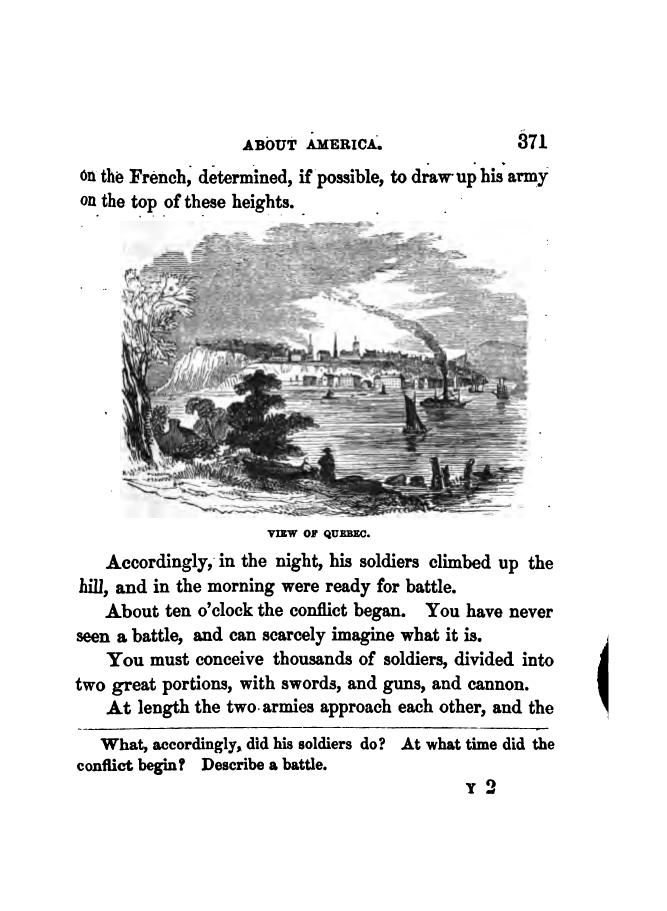 ABOUT AMERICA. 371
on the French, determined, if possible, to draw up his army
on the top of these heights.
VIEW OF QUEBEC.
Accordingly, in the night, his soldiers climbed up the
hill, and in the morning were ready for battle.
About ten o'clock the conflict began. You have never
seen a battle, and can scarcely imagine what it is.
You must conceive thousands of soldiers, divided into
two great portions, with swords, and guns, and cannon.
At length the two armies approach each other, and the
What, accordingly, did his soldiers do? At what time did the
conflict begin? Describe a battle.
Y 2